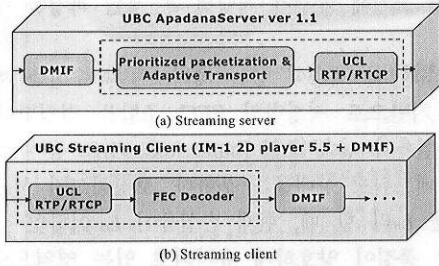 UBC ApadanaServer ver 1.1
DMIF
Prioritized packetization &
Adaptive Transport
UCL
RTP/RTCP
(a) Streaming server
UBC Streaming Client (IM-1 2D player 5.5 + DMIF)
UCL
RTP/RTCP
FEC Decoder
DMIF
(b) Streaming client